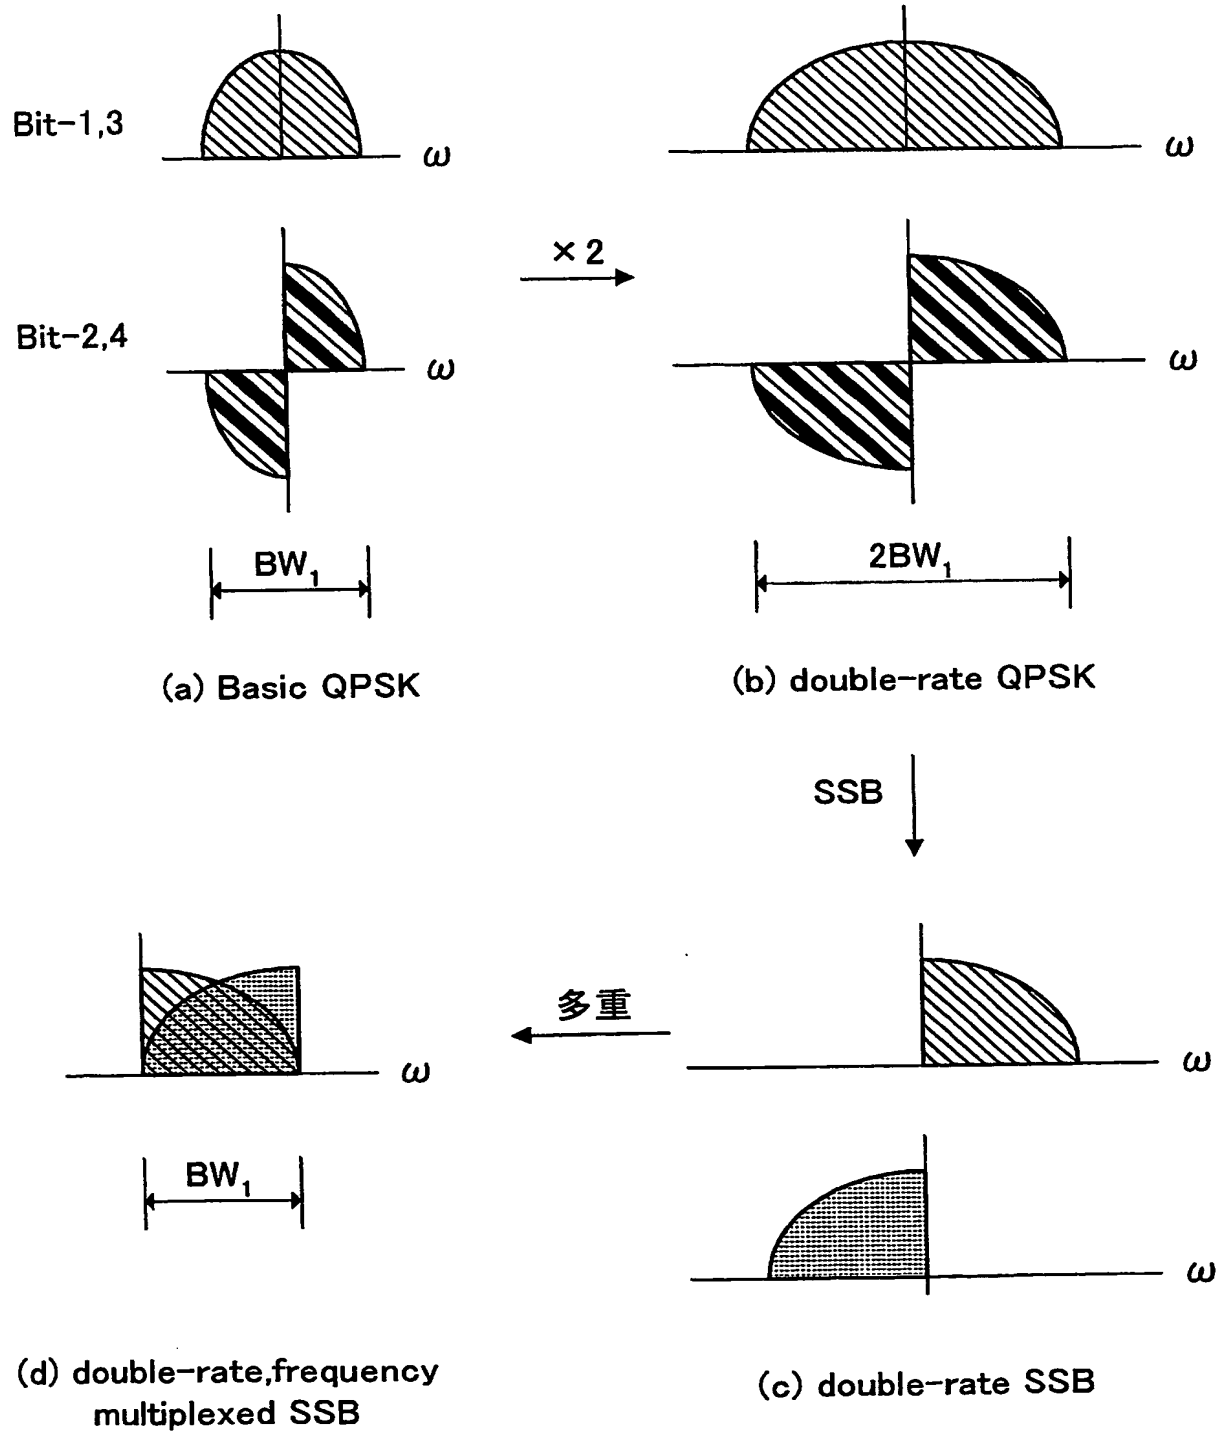 Bit-1,3
ω
ω
Bit-2,4
ω
×2
ω
BW₁
2BW₁
(a) Basic QPSK
(b) double-rate QPSK
SSB
多重
ω
ω
BW₁
ω
(d) double-rate,frequency
multiplexed SSB
(c) double-rate SSB